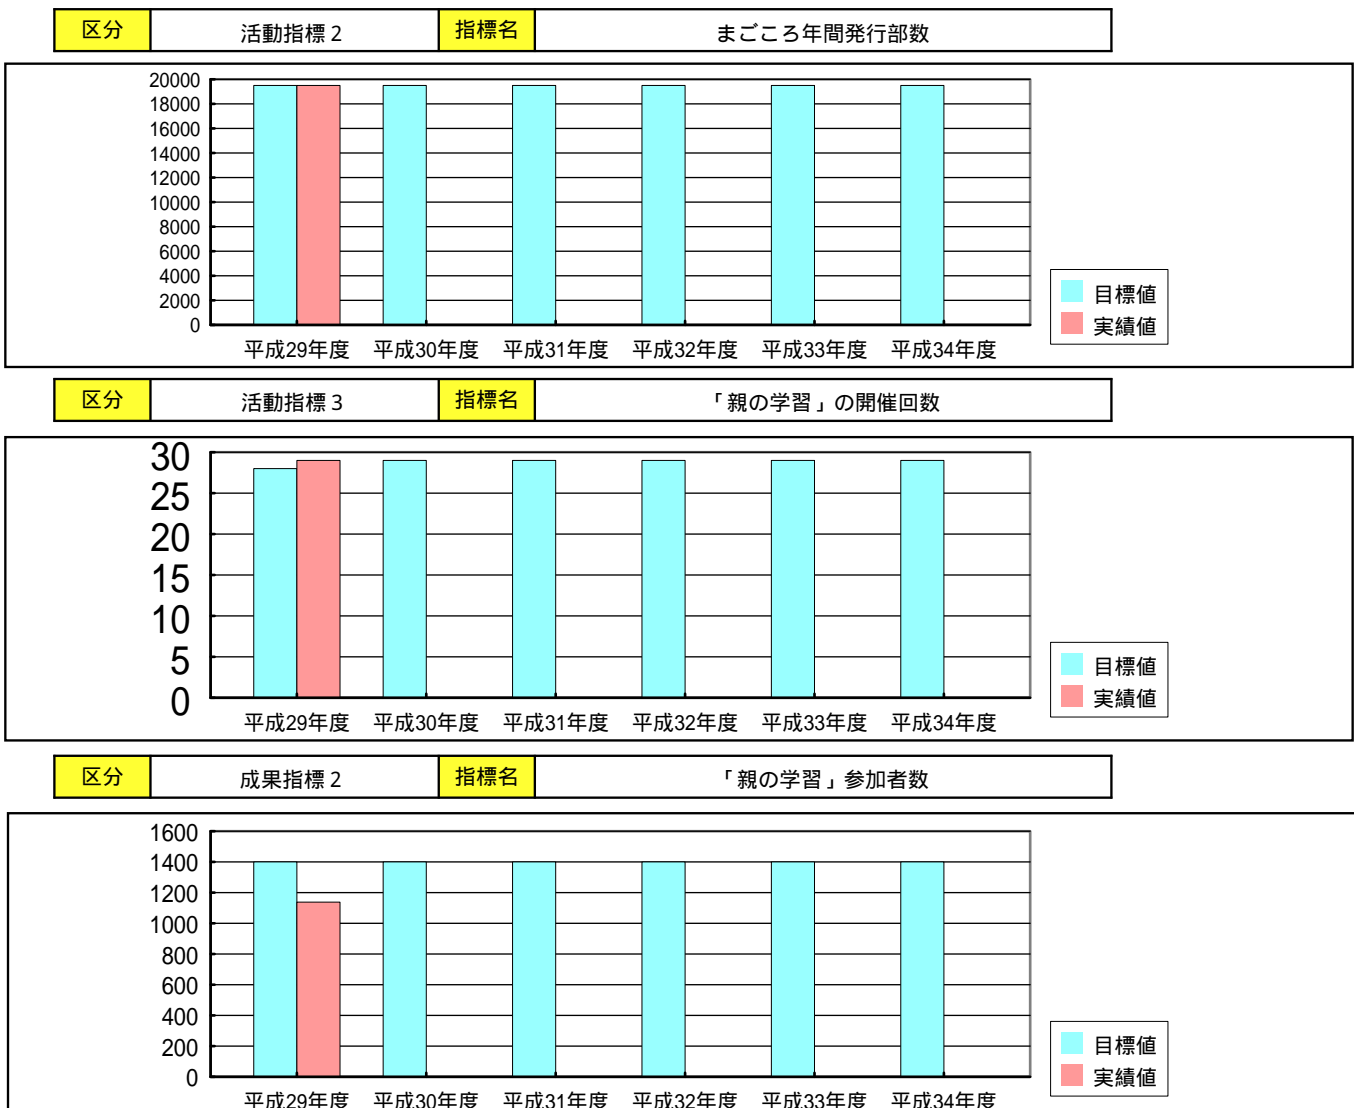 区分 活動指標2 指標名 まごころ年間発行部数
20000
18000
16000
14000
12000
10000
8000
6000
4000
2000
0
平成29年度 平成30年度 平成31年度 平成32年度 平成33年度 平成34年度
目標値
実績値
区分 活動指標3 指標名 「親の学習」の開催回数
30
25
20
15
10
5
0
平成29年度 平成30年度 平成31年度 平成32年度 平成33年度 平成34年度
目標値
実績値
区分 成果指標2 指標名 「親の学習」参加者数
1600
1400
1200
1000
800
600
400
200
0
平成29年度 平成30年度 平成31年度 平成32年度 平成33年度 平成34年度
目標値
実績値